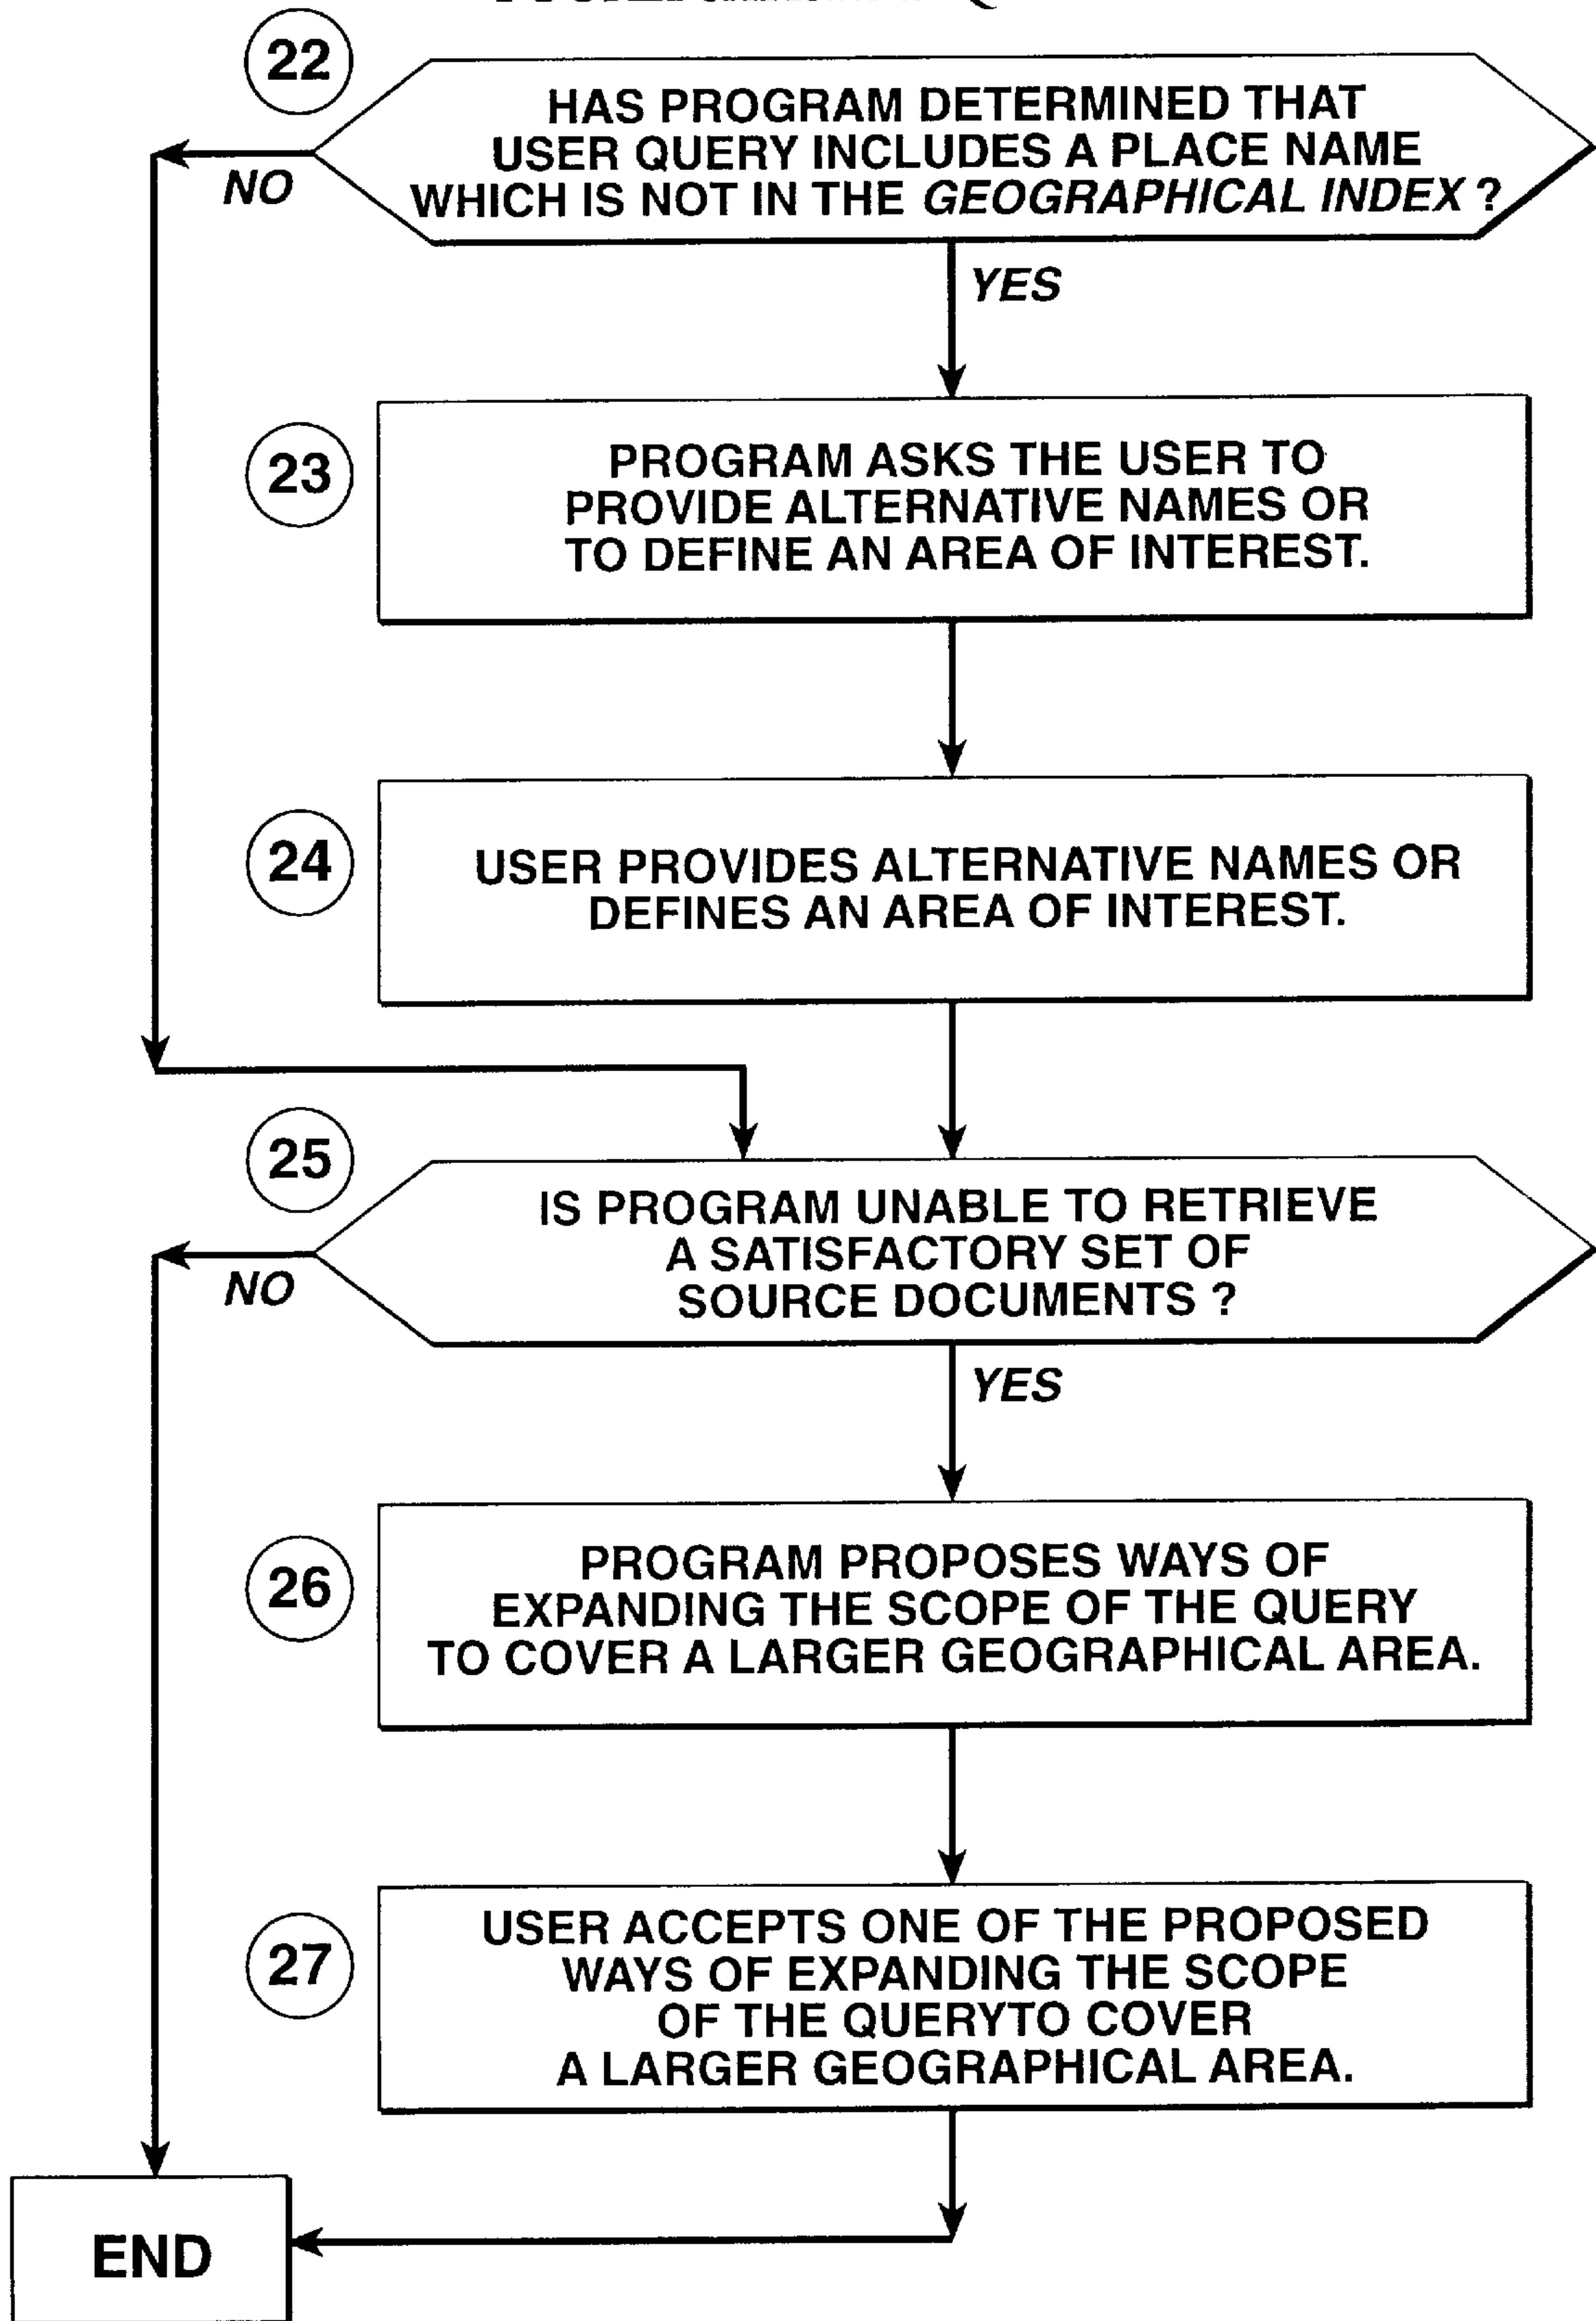 22
HAS PROGRAM DETERMINED THAT
USER QUERY INCLUDES A PLACE NAME
WHICH IS NOT IN THE GEOGRAPHICAL INDEX ?
NO
YES
23
PROGRAM ASKS THE USER TO
PROVIDE ALTERNATIVE NAMES OR
TO DEFINE AN AREA OF INTEREST.
24
USER PROVIDES ALTERNATIVE NAMES OR
DEFINES AN AREA OF INTEREST.
25
IS PROGRAM UNABLE TO RETRIEVE
A SATISFACTORY SET OF
SOURCE DOCUMENTS ?
NO
YES
26
PROGRAM PROPOSES WAYS OF
EXPANDING THE SCOPE OF THE QUERY
TO COVER A LARGER GEOGRAPHICAL AREA.
27
USER ACCEPTS ONE OF THE PROPOSED
WAYS OF EXPANDING THE SCOPE
OF THE QUERYTO COVER
A LARGER GEOGRAPHICAL AREA.
END